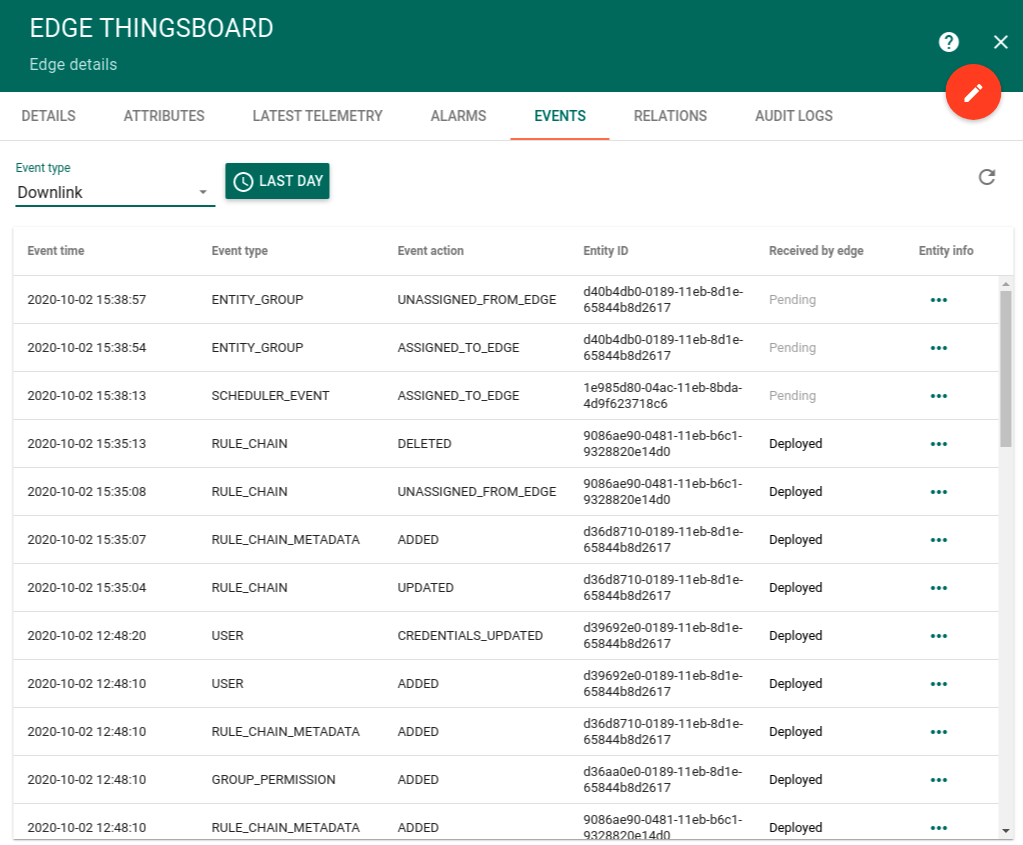 EDGE THINGSBOARD
Edge details
DETAILS ATTRIBUTES LATEST TELEMETRY ALARMS EVENTS RELATIONS AUDIT LOGS
Event type
Downlink
LAST DAY
Event time Event type Event action Entity ID Received by edge Entity info
2020-10-02 15:38:57 ENTITY_GROUP UNASSIGNED_FROM_EDGE d40b4db0-0189-11eb-8d1e-
65844b8d2617 Pending
2020-10-02 15:38:54 ENTITY_GROUP ASSIGNED_TO_EDGE d40b4db0-0189-11eb-8d1e-
65844b8d2617 Pending
2020-10-02 15:38:13 SCHEDULER_EVENT ASSIGNED_TO_EDGE 1e985d80-04ac-11eb-8bda-
4d9f623718c6 Pending
2020-10-02 15:35:13 RULE_CHAIN DELETED 9086ae90-0481-11eb-b6c1-
9328820e14d0 Deployed
2020-10-02 15:35:08 RULE_CHAIN UNASSIGNED_FROM_EDGE 9086ae90-0481-11eb-b6c1-
9328820e14d0 Deployed
2020-10-02 15:35:07 RULE_CHAIN_METADATA ADDED d36d8710-0189-11eb-8d1e-
65844b8d2617 Deployed
2020-10-02 15:35:04 RULE_CHAIN UPDATED d36d8710-0189-11eb-8d1e-
65844b8d2617 Deployed
2020-10-02 12:48:20 USER CREDENTIALS_UPDATED d39692e0-0189-11eb-8d1e-
65844b8d2617 Deployed
2020-10-02 12:48:10 USER ADDED d39692e0-0189-11eb-8d1e-
65844b8d2617 Deployed
2020-10-02 12:48:10 RULE_CHAIN_METADATA ADDED d36d8710-0189-11eb-8d1e-
65844b8d2617 Deployed
2020-10-02 12:48:10 GROUP_PERMISSION ADDED d36aa0e0-0189-11eb-8d1e-
65844b8d2617 Deployed
2020-10-02 12:48:10 RULE_CHAIN_METADATA ADDED 9086ae90-0481-11eb-b6c1-
9328820e14d0 Deployed